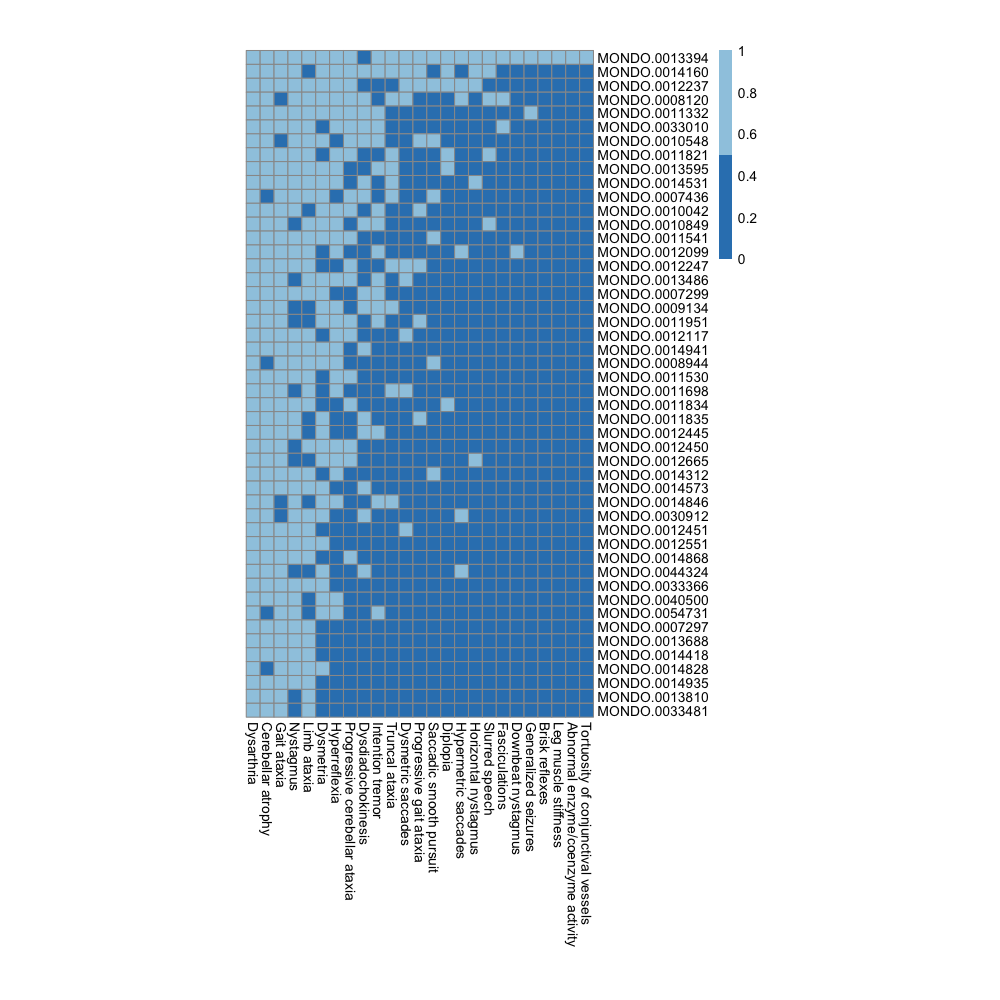 1
0.8
0.6
0.4
0.2
0
MONDO.0013394
MONDO.0014160
MONDO.0012237
MONDO.0008120
MONDO.0011332
MONDO.0033010
MONDO.0010548
MONDO.0011821
MONDO.0013595
MONDO.0014531
MONDO.0007436
MONDO.0010042
MONDO.0010849
MONDO.0011541
MONDO.0012099
MONDO.0012247
MONDO.0013486
MONDO.0007299
MONDO.0009134
MONDO.0011951
MONDO.0012117
MONDO.0014941
MONDO.0008944
MONDO.0011530
MONDO.0011698
MONDO.0011834
MONDO.0011835
MONDO.0012445
MONDO.0012450
MONDO.0012665
MONDO.0014312
MONDO.0014573
MONDO.0014846
MONDO.0030912
MONDO.0012451
MONDO.0012551
MONDO.0014868
MONDO.0044324
MONDO.0033366
MONDO.0040500
MONDO.0054731
MONDO.0007297
MONDO.0013688
MONDO.0014418
MONDO.0014828
MONDO.0014935
MONDO.0013810
MONDO.0033481
Dysarthria
Cerebellar atrophy
Gait ataxia
Nystagmus
Limb ataxia
Dysmetria
Hyperreflexia
Progressive cerebellar ataxia
Dysdiadochokinesis
Intention tremor
Truncal ataxia
Dysmetric saccades
Progressive gait ataxia
Saccadic smooth pursuit
Diplopia
Hypermetric saccades
Horizontal nystagmus
Slurred speech
Fasciculations
Downbeat nystagmus
Generalized seizures
Brisk reflexes
Leg muscle stiffness
Abnormal enzyme/coenzyme activity
Tortuosity of conjunctival vessels